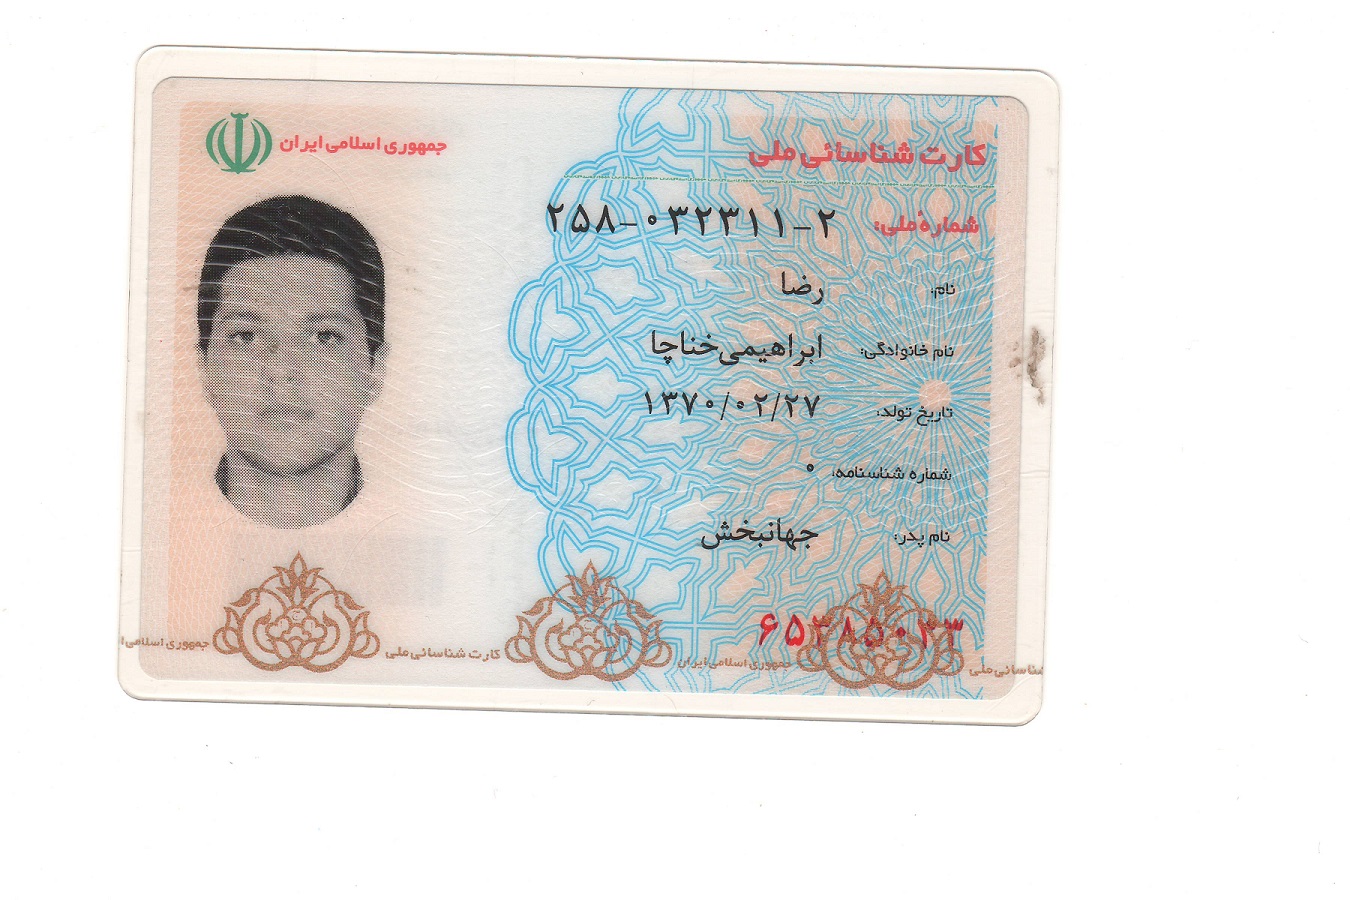 جمهوری اسلامی ایران
کارت شناسائی ملی
شمارهٔ ملی: ۲۵۸-۰۳۲۳۱۱-۲
نام: رضا
نام خانوادگی: ابراهیمی‌خناچا
تاریخ تولد: ۱۳۷۰/۰۲/۲۷
شماره شناسنامه: ۰
نام پدر: جهانبخش
۶۵۳۸۵۰۳۳
جمهوری اسلامی ا
کارت شناسائی ملی
جمهوری اسلامی ایران
شناسائی ملی